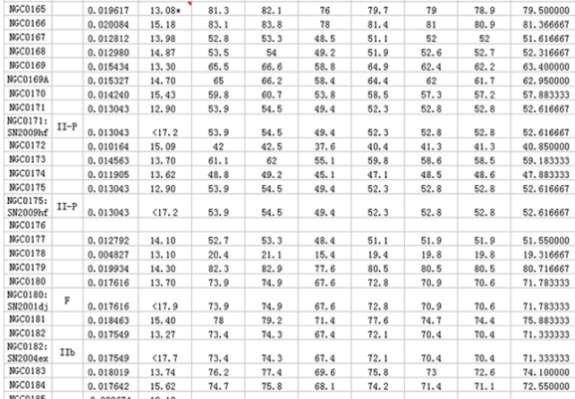 NGC0165 0.019617 13.08* 81.3 82.1 76 79.7 79 78.9 79.500000
NGC0166 0.020084 15.18 83.1 83.8 78 81.4 81 80.9 81.366667
NGC0167 0.012812 13.98 52.8 53.3 48.5 51.1 52 52 51.616667
NGC0168 0.012980 14.87 53.5 54 49.2 51.9 52.6 52.7 52.316667
NGC0169 0.015434 13.30 65.5 66.6 58.8 64.9 62.4 62.2 63.400000
NGC0169A 0.015327 14.70 65 66.2 58.4 64.4 62 61.7 62.950000
NGC0170 0.014240 15.43 59.8 60.7 53.8 58.5 57.3 57.2 57.883333
NGC0171 0.013043 12.90 53.9 54.5 49.4 52.3 52.8 52.8 52.616667
NGC0171:
SN2009hf II-P 0.013043 <17.2 53.9 54.5 49.4 52.3 52.8 52.8 52.616667
NGC0172 0.010164 15.09 42 42.5 37.6 40.4 41.3 41.3 40.850000
NGC0173 0.014563 13.70 61.1 62 55.1 59.8 58.6 58.5 59.183333
NGC0174 0.011905 13.62 48.8 49.2 45.1 47.1 48.5 48.6 47.883333
NGC0175 0.013043 12.90 53.9 54.5 49.4 52.3 52.8 52.8 52.616667
NGC0175:
SN2009hf II-P 0.013043 <17.2 53.9 54.5 49.4 52.3 52.8 52.8 52.616667
NGC0176
NGC0177 0.012792 14.10 52.7 53.3 48.4 51.1 51.9 51.9 51.550000
NGC0178 0.004827 13.10 20.4 21.1 15.4 19.4 19.8 19.8 19.316667
NGC0179 0.019934 14.30 82.3 82.9 77.6 80.5 80.5 80.5 80.716667
NGC0180 0.017616 13.70 73.9 74.9 67.6 72.8 70.9 70.6 71.783333
NGC0180:
SN2001dj F 0.017616 <17.9 73.9 74.9 67.6 72.8 70.9 70.6 71.783333
NGC0181 0.018463 15.40 78 79.2 71.4 77.6 74.7 74.4 75.883333
NGC0182 0.017549 13.27 73.4 74.3 67.4 72.1 70.4 70.4 71.333333
NGC0182:
SN2004ex IIb 0.017549 <17.7 73.4 74.3 67.4 72.1 70.4 70.4 71.333333
NGC0183 0.018019 13.74 76.2 77.4 69.6 75.8 73 72.6 74.100000
NGC0184 0.017642 15.62 74.7 75.8 68.1 74.2 71.4 71.1 72.550000